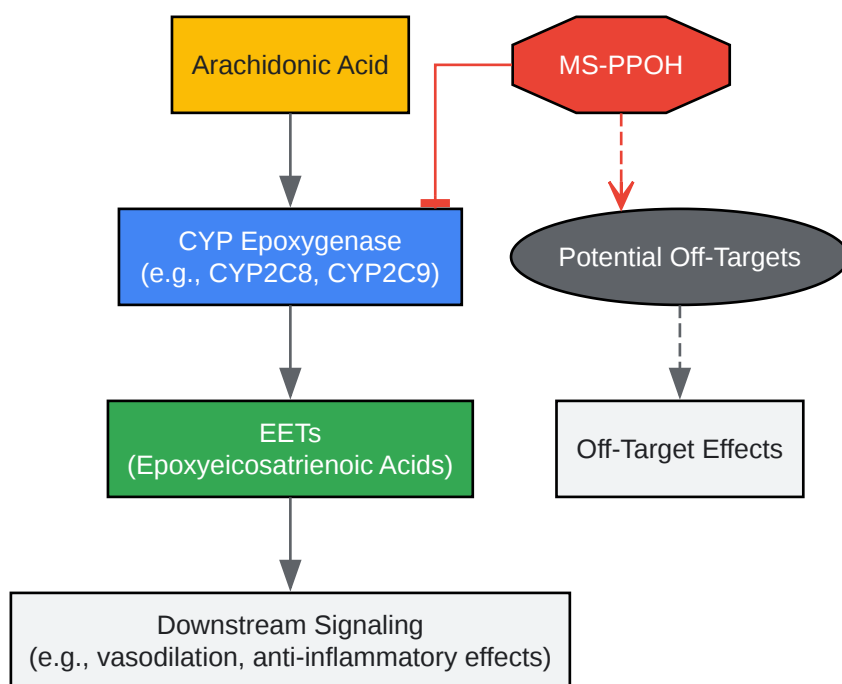 Arachidonic Acid
MS-PPOH
CYP Epoxygenase
(e.g., CYP2C8, CYP2C9)
Potential Off-Targets
EETs
(Epoxyeicosatrienoic Acids)
Off-Target Effects
Downstream Signaling
(e.g., vasodilation, anti-inflammatory effects)